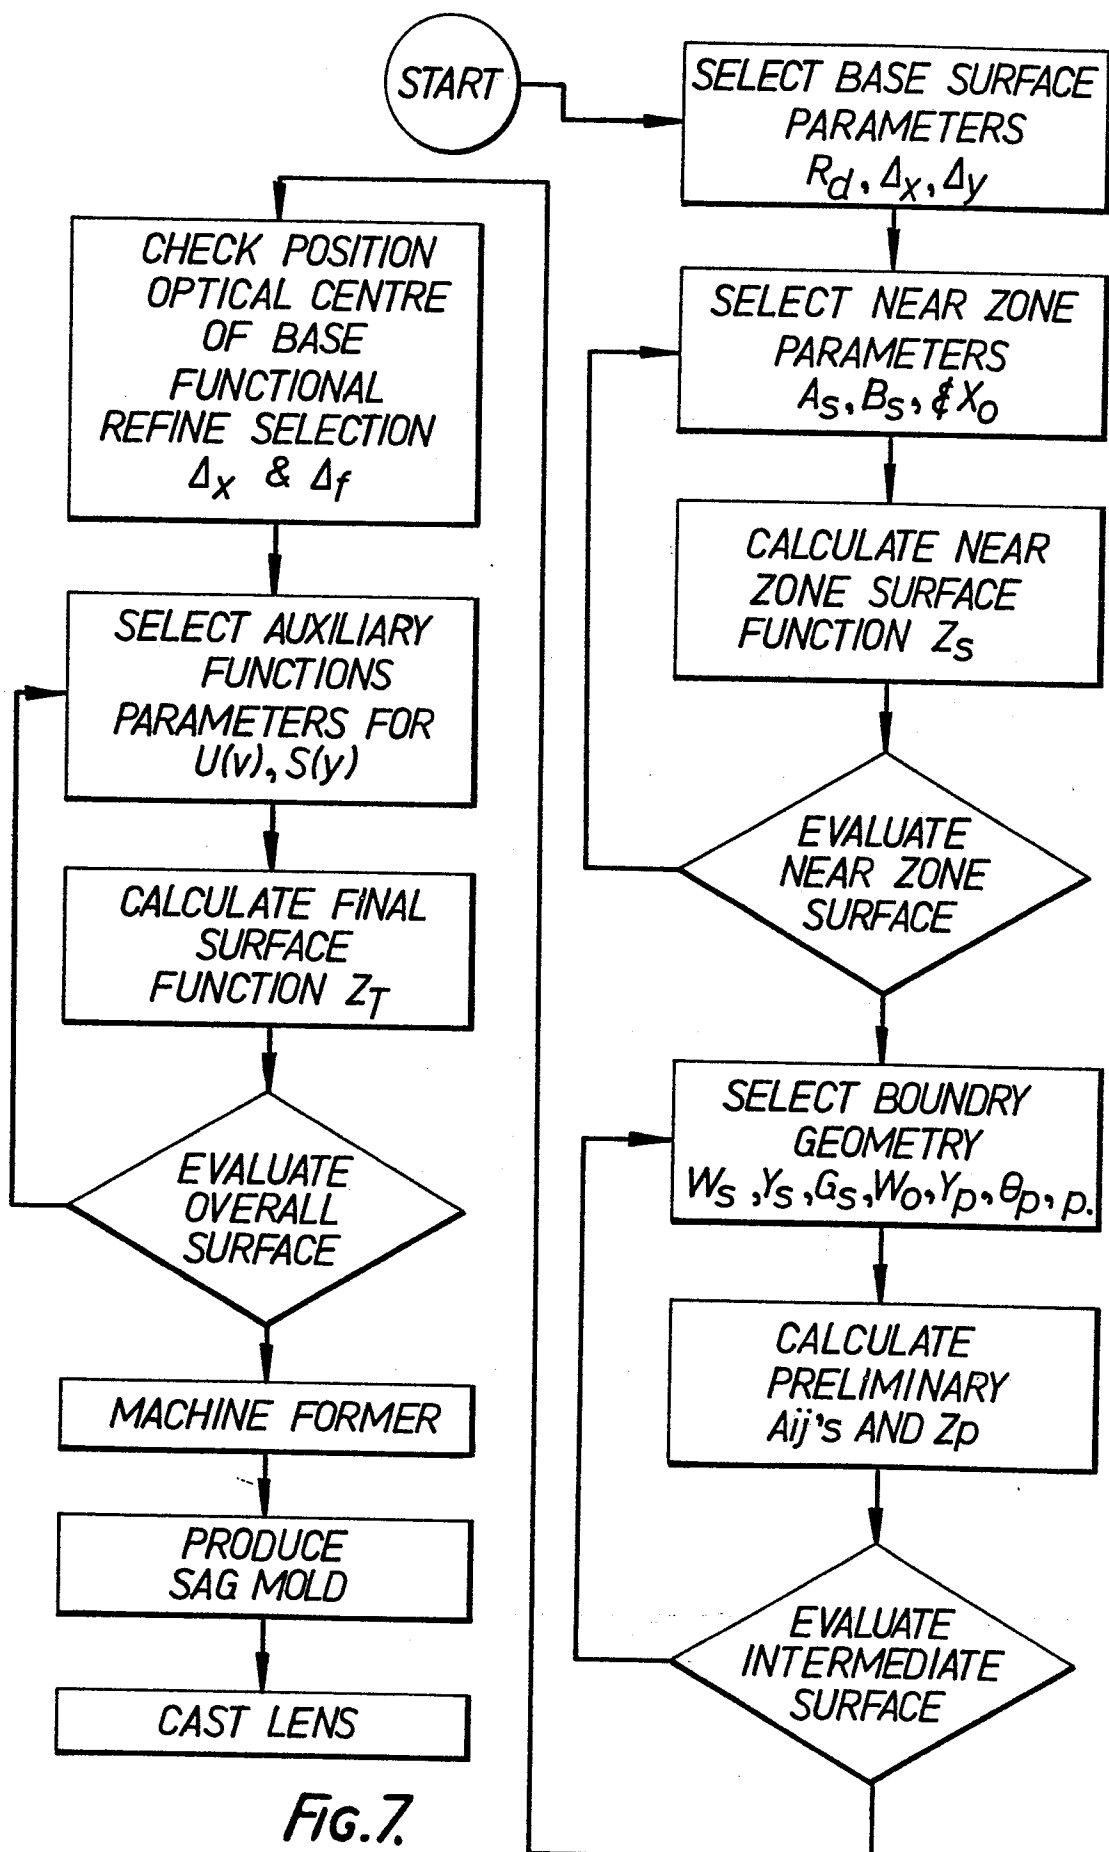 START
SELECT BASE SURFACE
PARAMETERS
Rd, Δx, Δy
SELECT NEAR ZONE
PARAMETERS
As, Bs, ¢ Xo
CALCULATE NEAR
ZONE SURFACE
FUNCTION Zs
EVALUATE
NEAR ZONE
SURFACE
SELECT BOUNDRY
GEOMETRY
Ws, Ys, Gs, Wo, Yp, θp, p.
CALCULATE
PRELIMINARY
Aij's AND Zp
EVALUATE
INTERMEDIATE
SURFACE
CHECK POSITION
OPTICAL CENTRE
OF BASE
FUNCTIONAL
REFINE SELECTION
Δx & Δf
SELECT AUXILIARY
FUNCTIONS
PARAMETERS FOR
U(v), S(y)
CALCULATE FINAL
SURFACE
FUNCTION ZT
EVALUATE
OVERALL
SURFACE
MACHINE FORMER
PRODUCE
SAG MOLD
CAST LENS
FIG. 7.